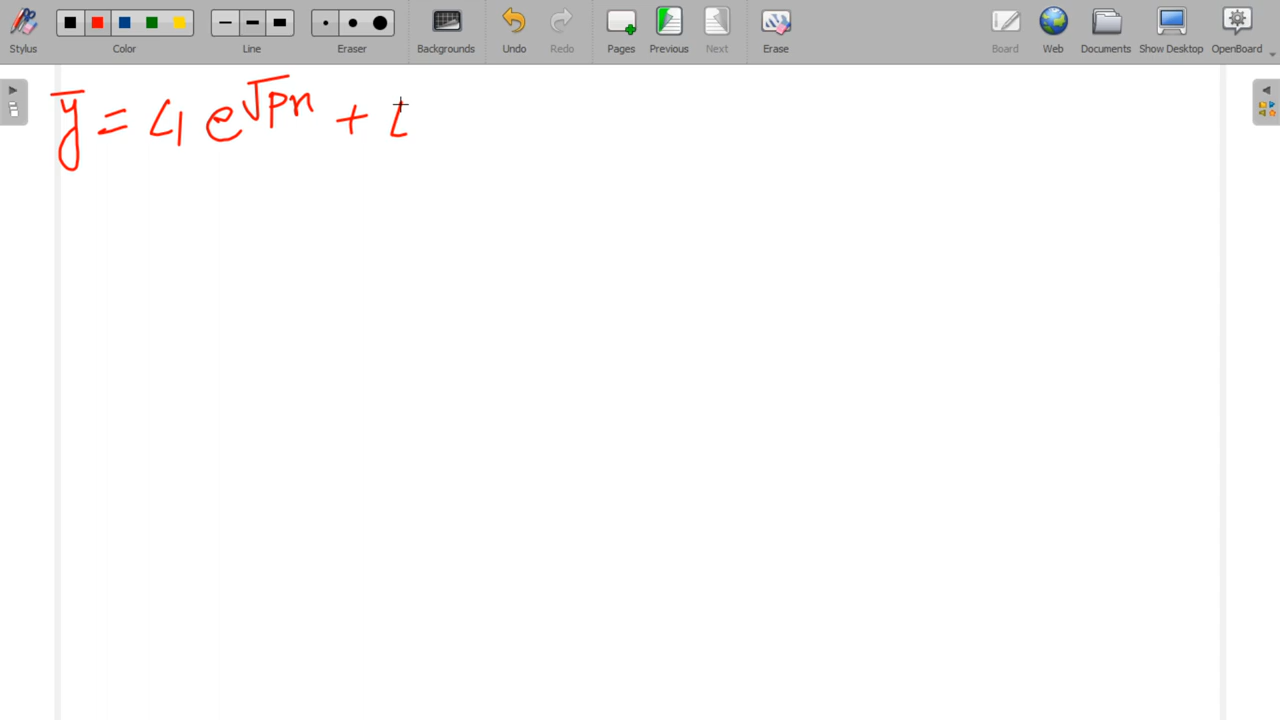 Stylus Color Line Eraser Backgrounds Undo Redo Pages Previous Next Erase Board Web Documents Show Desktop OpenBoard
ȳ = c₁ e^√px +